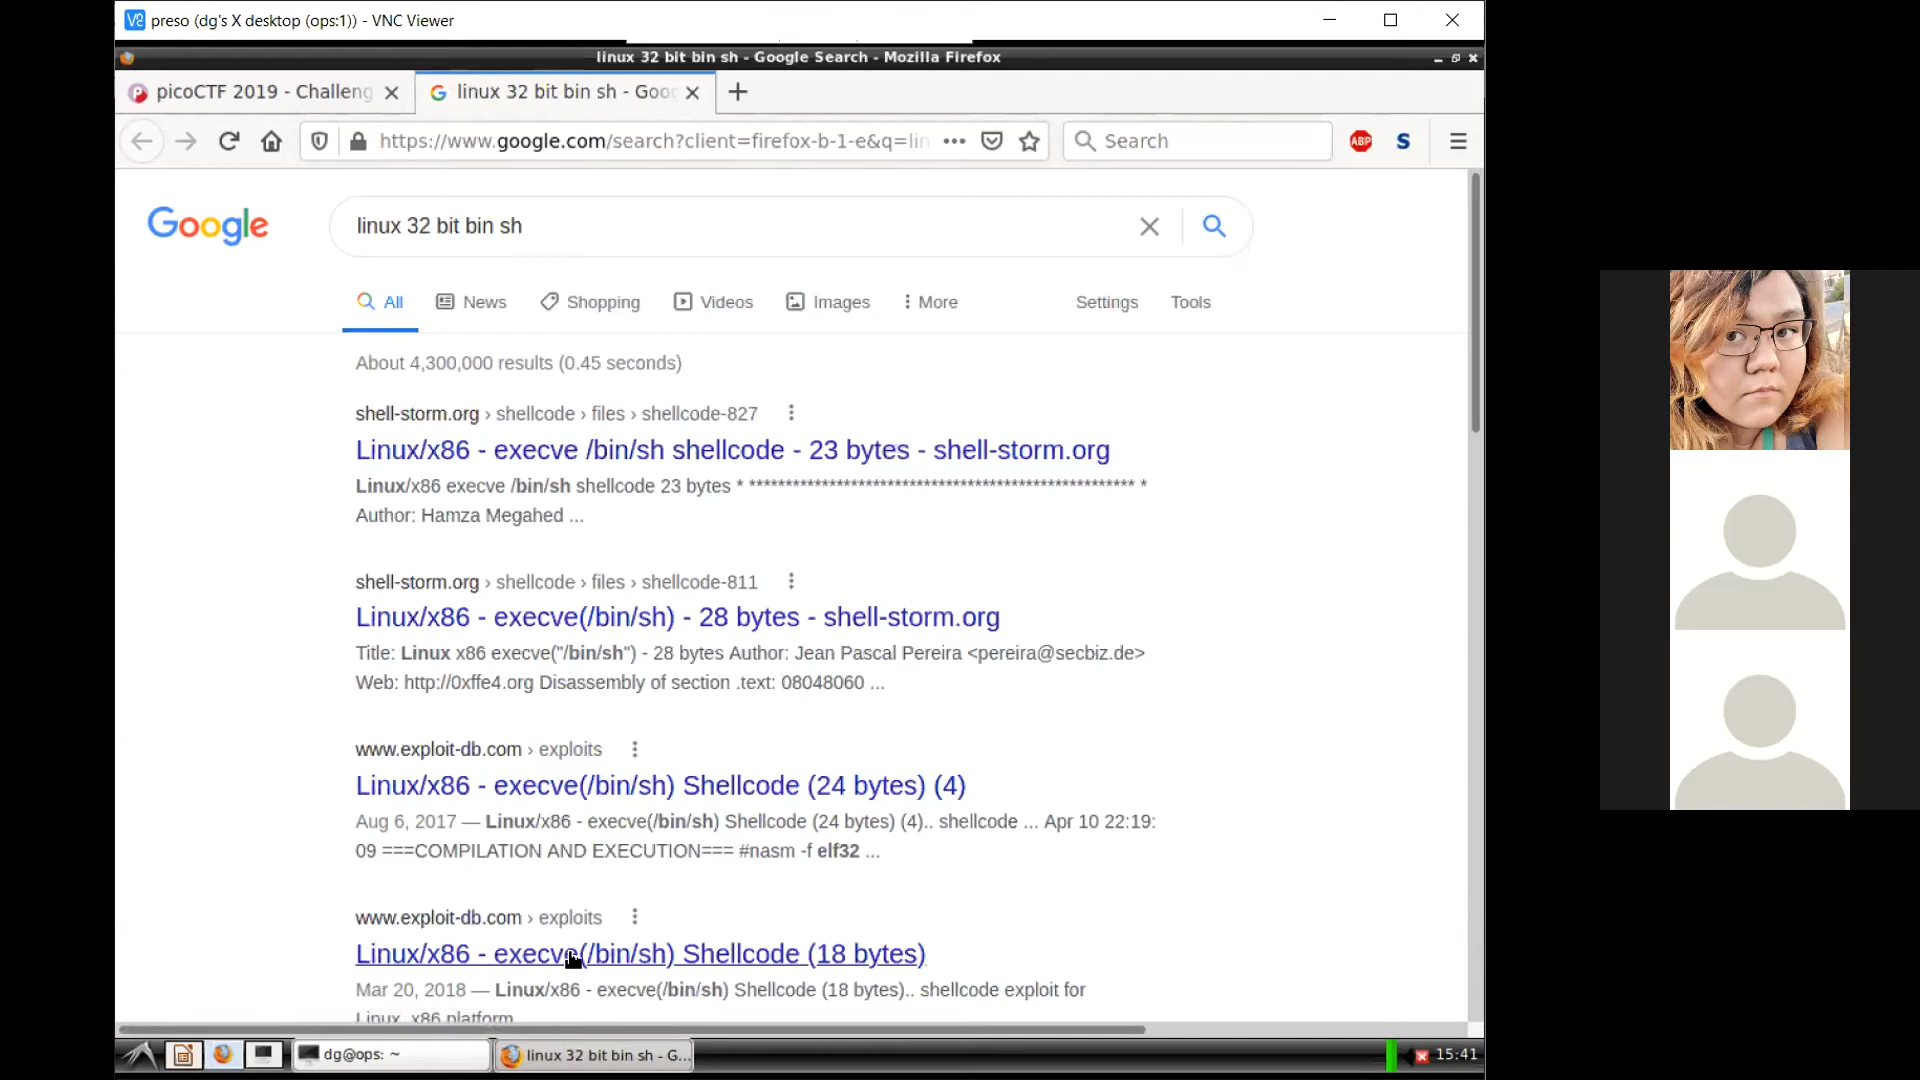 preso (dg's X desktop (ops:1)) - VNC Viewer
linux 32 bit bin sh - Google Search - Mozilla Firefox
picoCTF 2019 - Challeng
linux 32 bit bin sh - Goo
https://www.google.com/search?client=firefox-b-1-e&q=lin
Search
ABP
S
Google
linux 32 bit bin sh
All News Shopping Videos Images More Settings Tools
About 4,300,000 results (0.45 seconds)
shell-storm.org › shellcode › files › shellcode-827
Linux/x86 - execve /bin/sh shellcode - 23 bytes - shell-storm.org
Linux/x86 execve /bin/sh shellcode 23 bytes * ****************************************************** *
Author: Hamza Megahed ...
shell-storm.org › shellcode › files › shellcode-811
Linux/x86 - execve(/bin/sh) - 28 bytes - shell-storm.org
Title: Linux x86 execve("/bin/sh") - 28 bytes Author: Jean Pascal Pereira <pereira@secbiz.de>
Web: http://0xffe4.org Disassembly of section .text: 08048060 ...
www.exploit-db.com › exploits
Linux/x86 - execve(/bin/sh) Shellcode (24 bytes) (4)
Aug 6, 2017 — Linux/x86 - execve(/bin/sh) Shellcode (24 bytes) (4).. shellcode ... Apr 10 22:19:
09 ===COMPILATION AND EXECUTION=== #nasm -f elf32 ...
www.exploit-db.com › exploits
Linux/x86 - execve(/bin/sh) Shellcode (18 bytes)
Mar 20, 2018 — Linux/x86 - execve(/bin/sh) Shellcode (18 bytes).. shellcode exploit for
Linux_x86 platform
dg@ops: ~
linux 32 bit bin sh - G...
15:41